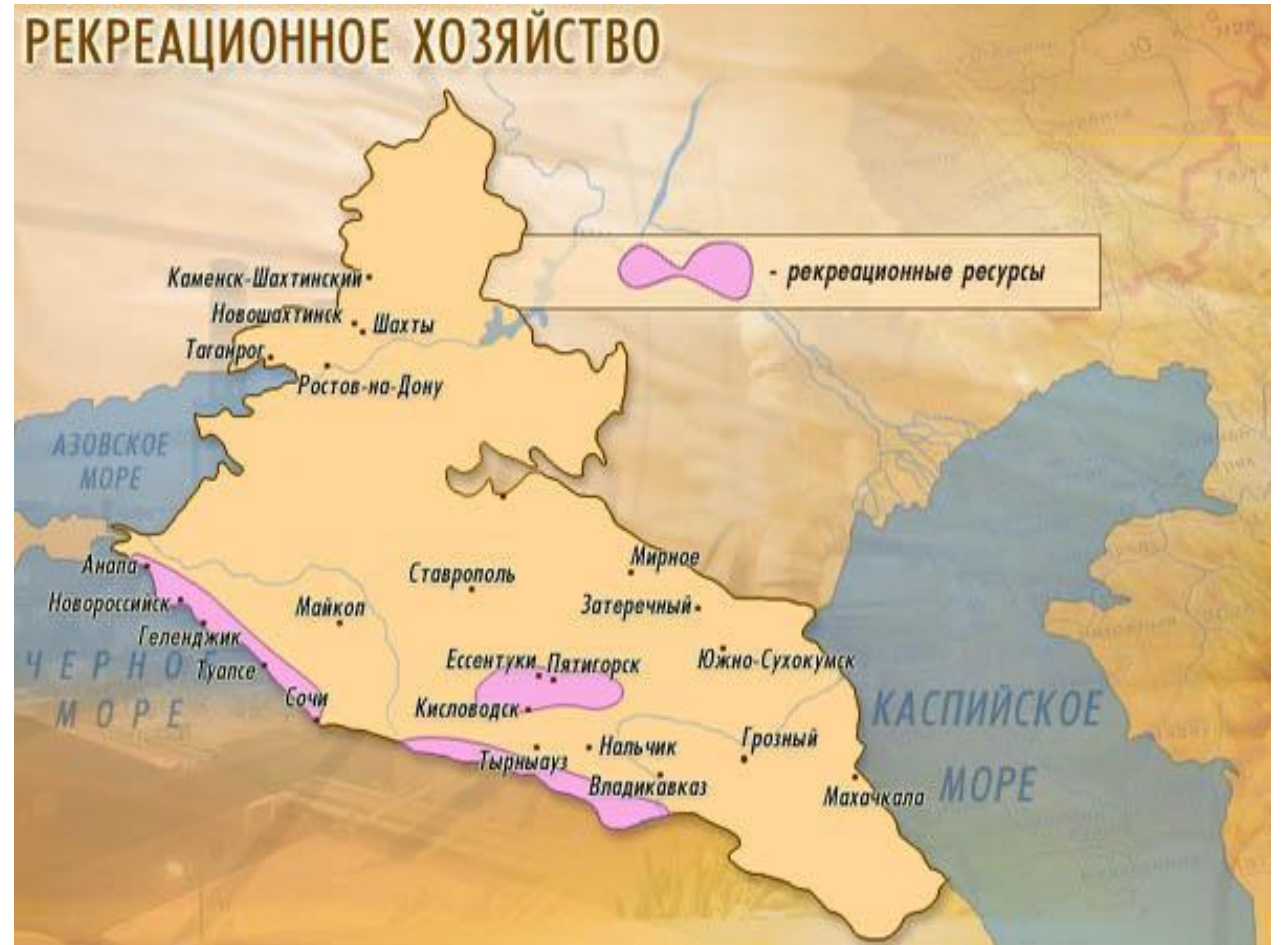 РЕКРЕАЦИОННОЕ ХОЗЯЙСТВО
- рекреационные ресурсы
Каменск-Шахтинский
Новошахтинск
Шахты
Таганрог
Ростов-на-Дону
АЗОВСКОЕ
МОРЕ
Анапа
Новороссийск
Геленджик
Туапсе
Сочи
ЧЕРНОЕ
МОРЕ
Майкоп
Ставрополь
Мирное
Затеречный
Южно-Сухокумск
Ессентуки
Пятигорск
Кисловодск
Тырныауз
Нальчик
Владикавказ
Грозный
Махачкала
КАСПИЙСКОЕ
МОРЕ